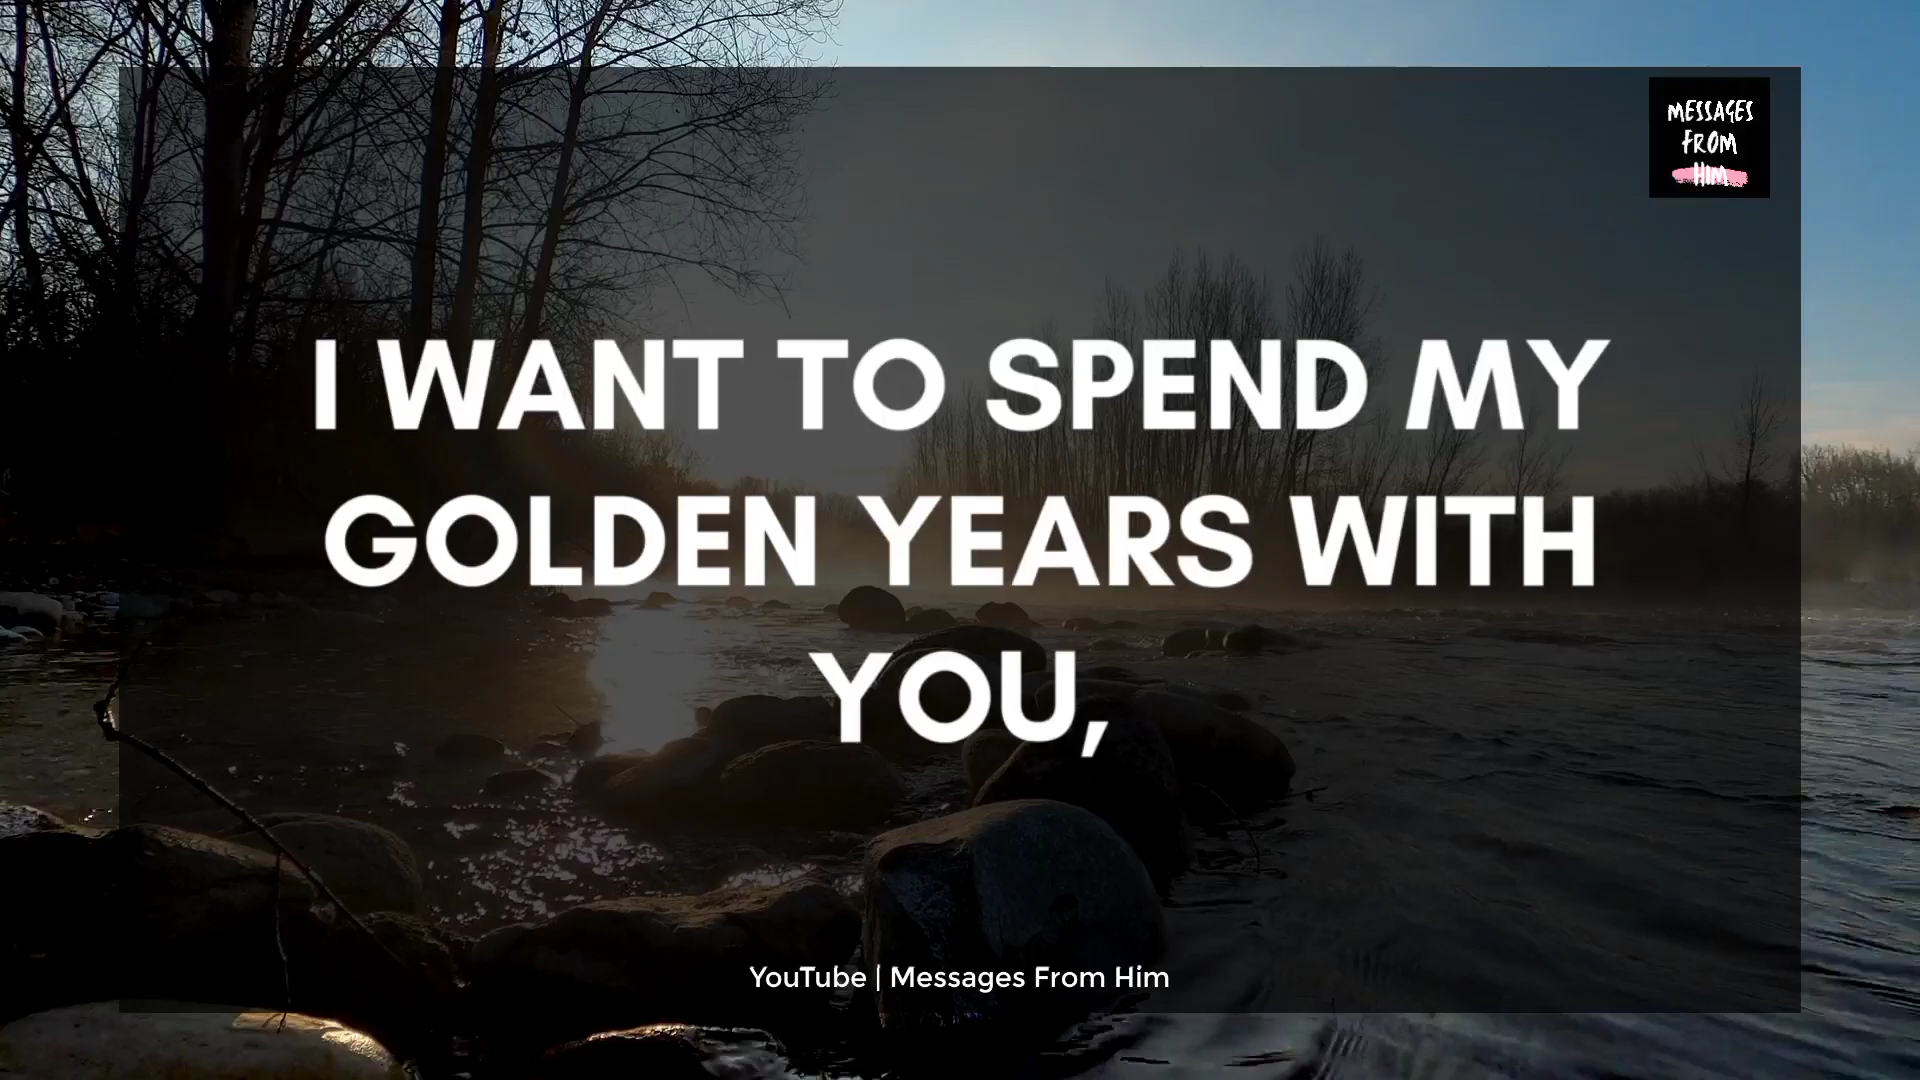 MESSAGES
FROM
HIM
I WANT TO SPEND MY
GOLDEN YEARS WITH
YOU,
YouTube | Messages From Him